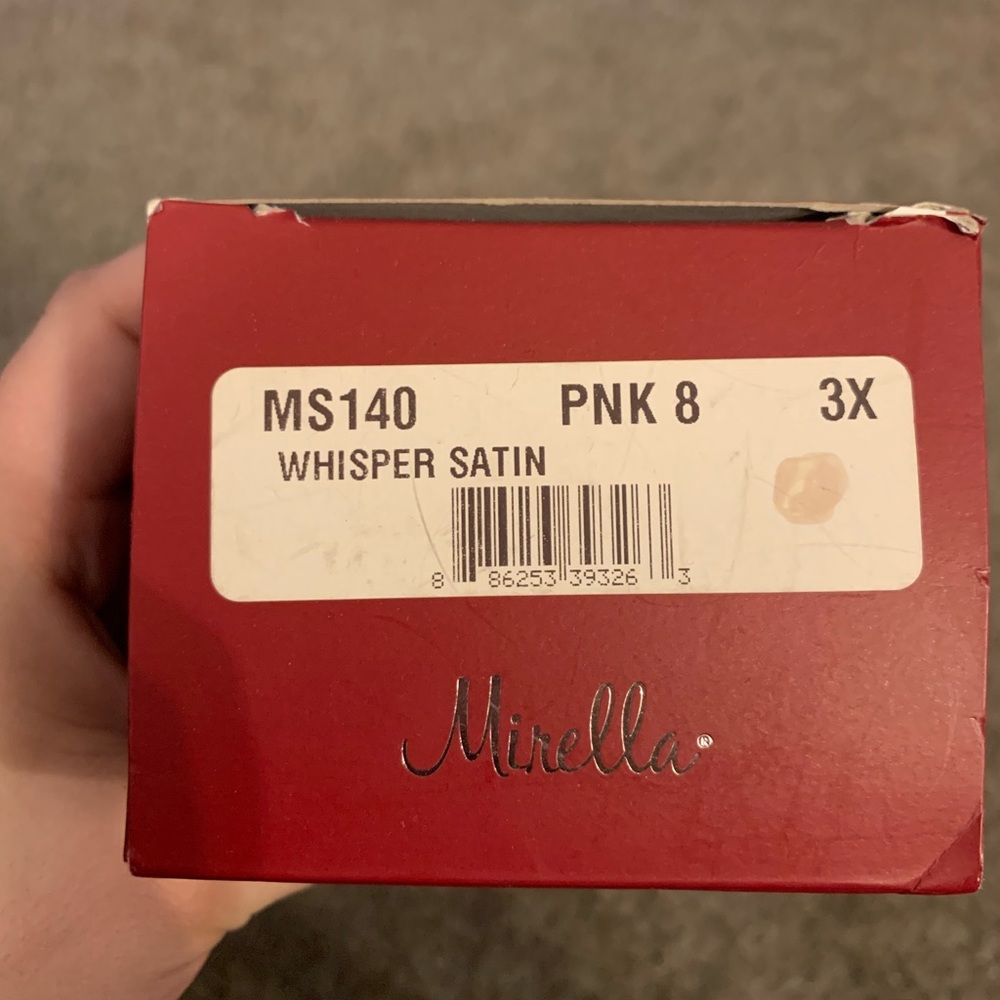 MS140 PNK 8 3X
WHISPER SATIN
8 86253 39326 3
Mirella®